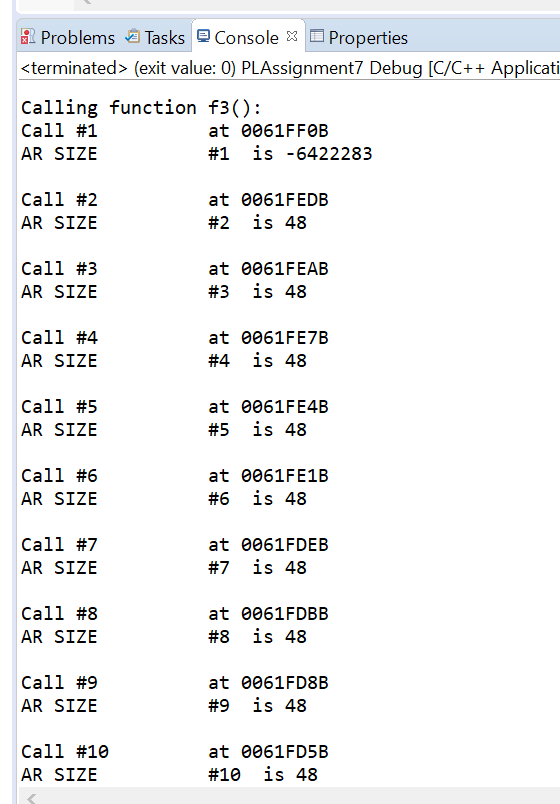 Problems Tasks Console Properties
<terminated> (exit value: 0) PLAssignment7 Debug [C/C++ Applicati
Calling function f3():
Call #1 at 0061FF0B
AR SIZE #1 is -6422283
Call #2 at 0061FEDB
AR SIZE #2 is 48
Call #3 at 0061FEAB
AR SIZE #3 is 48
Call #4 at 0061FE7B
AR SIZE #4 is 48
Call #5 at 0061FE4B
AR SIZE #5 is 48
Call #6 at 0061FE1B
AR SIZE #6 is 48
Call #7 at 0061FDEB
AR SIZE #7 is 48
Call #8 at 0061FDBB
AR SIZE #8 is 48
Call #9 at 0061FD8B
AR SIZE #9 is 48
Call #10 at 0061FD5B
AR SIZE #10 is 48